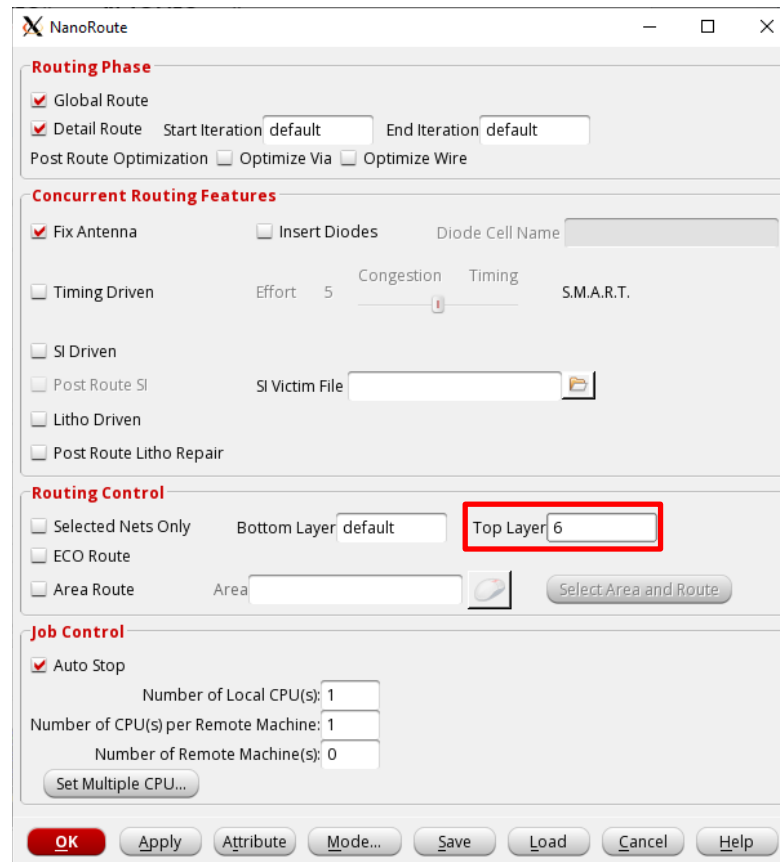 NanoRoute
Routing Phase
Global Route
Detail Route Start Iteration default End Iteration default
Post Route Optimization Optimize Via Optimize Wire
Concurrent Routing Features
Fix Antenna Insert Diodes Diode Cell Name
Congestion Timing
Timing Driven Effort 5 S.M.A.R.T.
SI Driven
Post Route SI SI Victim File
Litho Driven
Post Route Litho Repair
Routing Control
Selected Nets Only Bottom Layer default Top Layer 6
ECO Route
Area Route Area Select Area and Route
Job Control
Auto Stop
Number of Local CPU(s): 1
Number of CPU(s) per Remote Machine: 1
Number of Remote Machine(s): 0
Set Multiple CPU...
OK Apply Attribute Mode... Save Load Cancel Help